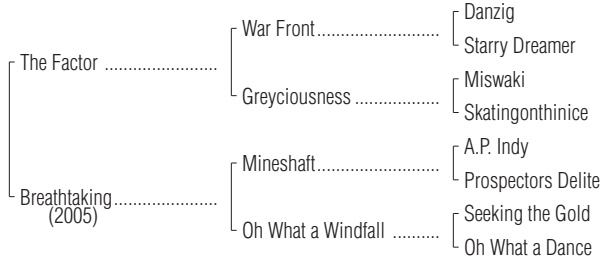 Danzig
War Front....................
Starry Dreamer
The Factor ....................
Miswaki
Greyciousness ..............
Skatingonthinice
A.P. Indy
Mineshaft....................
Prospectors Delite
Breathtaking..................
(2005)
Seeking the Gold
Oh What a Windfall ..........
Oh What a Dance